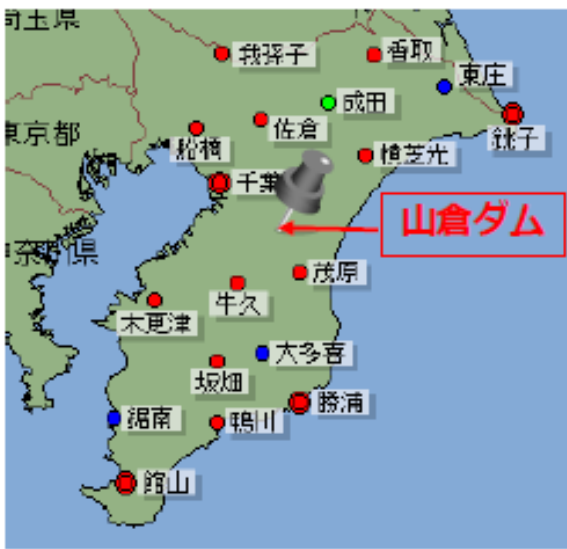 埼玉県
我孫子
香取
東庄
成田
佐倉
銚子
東京都
船橋
横芝光
千葉
山倉ダム
神奈川県
茂原
牛久
木更津
大多喜
坂畑
勝浦
鋸南
鴨川
館山